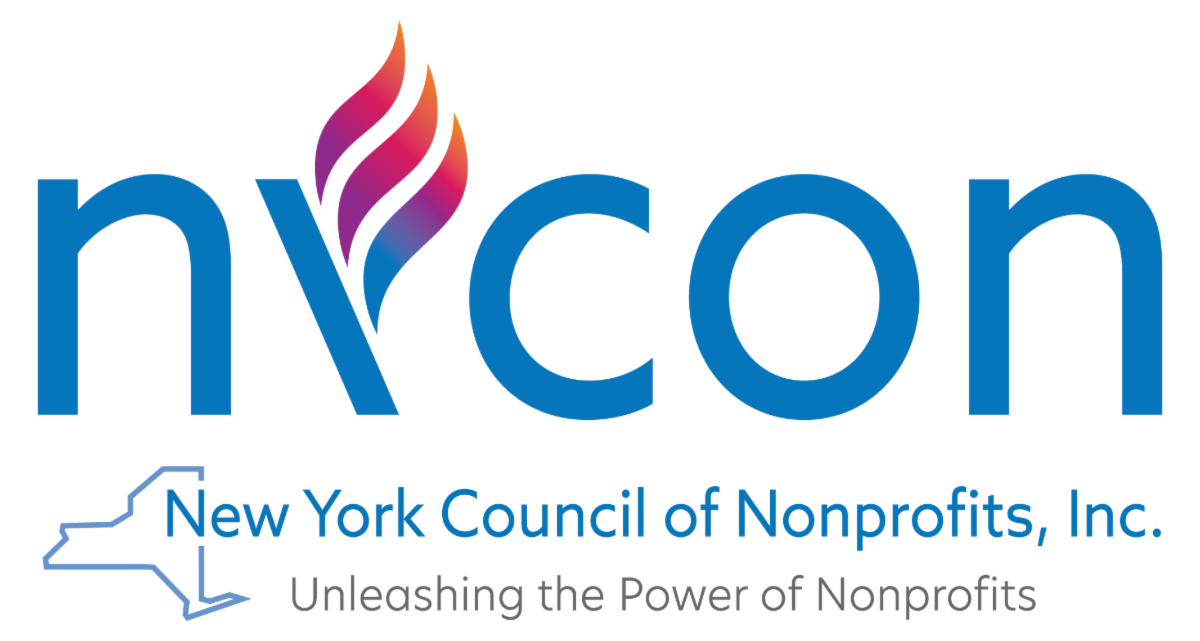 nycon
New York Council of Nonprofits, Inc.
Unleashing the Power of Nonprofits